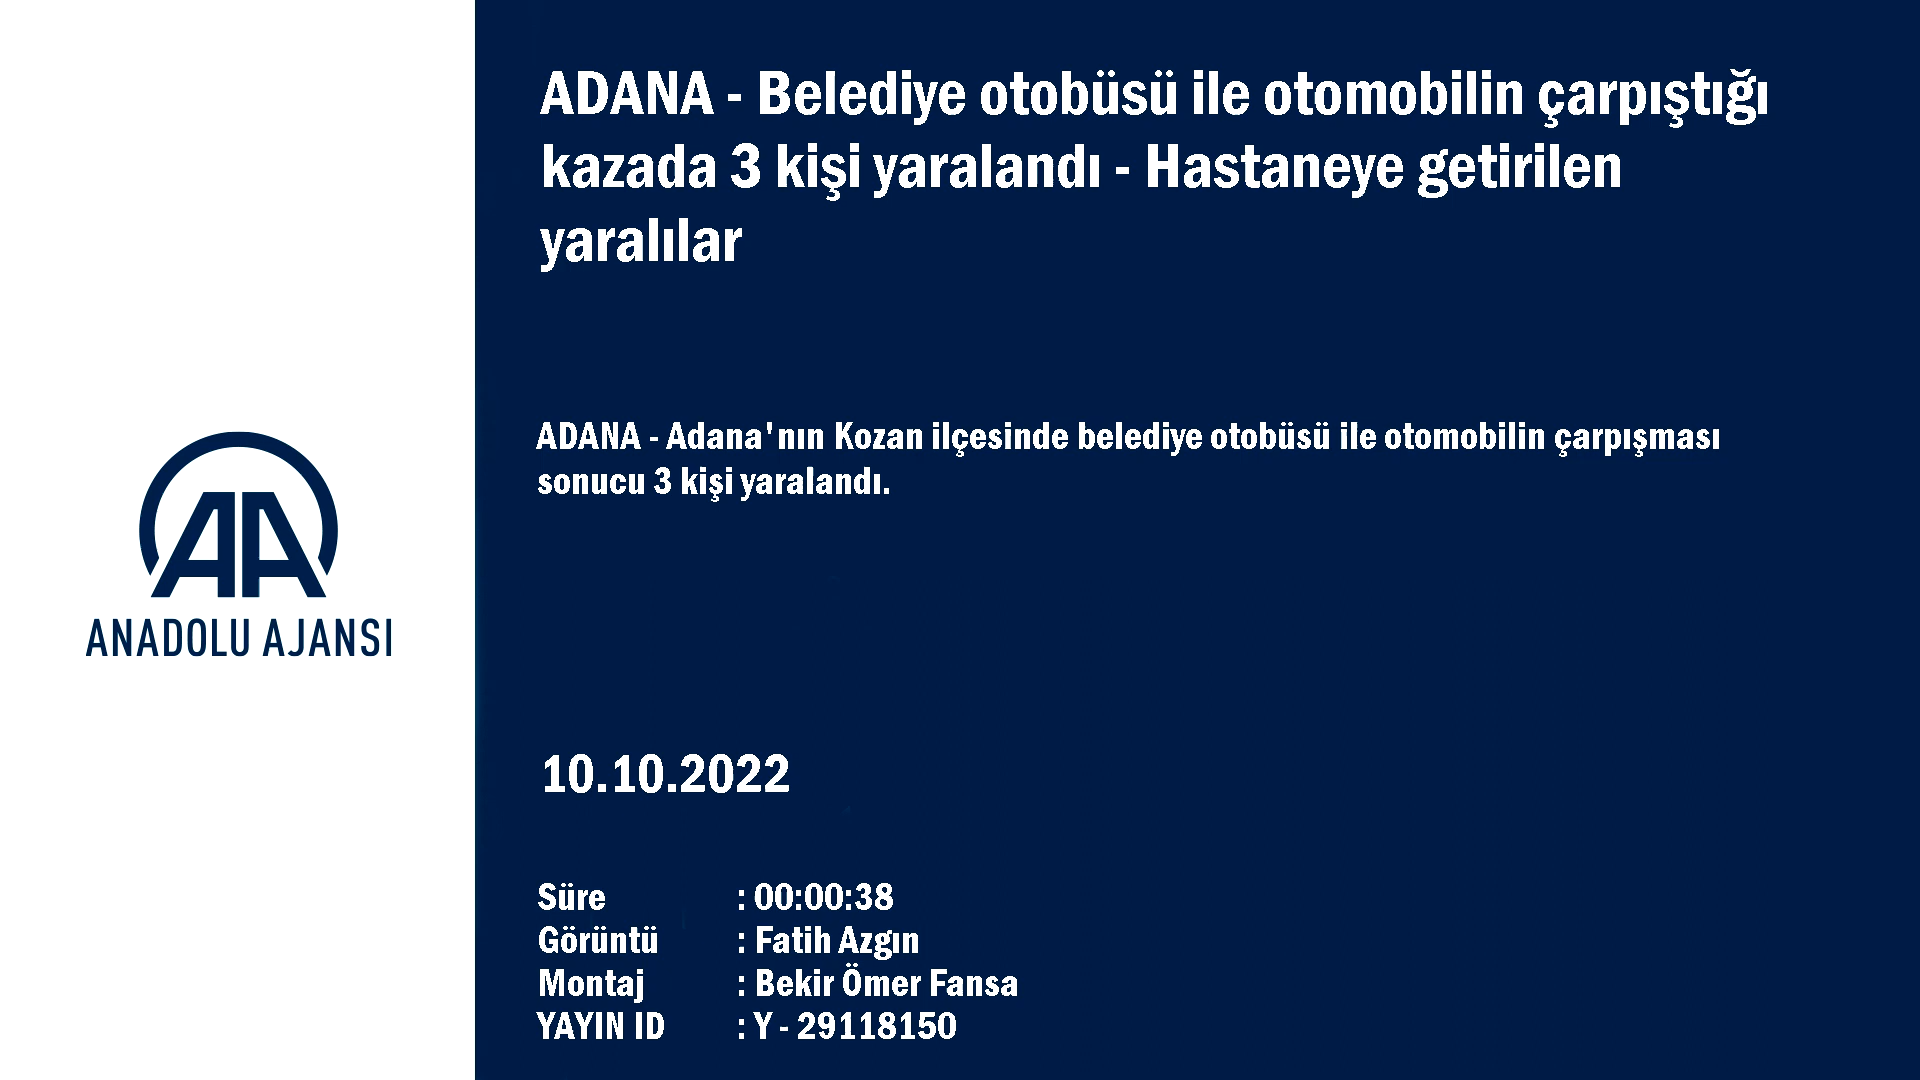 ADANA - Belediye otobüsü ile otomobilin çarpıştığı
kazada 3 kişi yaralandı - Hastaneye getirilen
yaralılar
ADANA - Adana'nın Kozan ilçesinde belediye otobüsü ile otomobilin çarpışması
sonucu 3 kişi yaralandı.
AA
ANADOLU AJANSI
10.10.2022
Süre : 00:00:38
Görüntü : Fatih Azgın
Montaj : Bekir Ömer Fansa
YAYIN ID : Y - 29118150